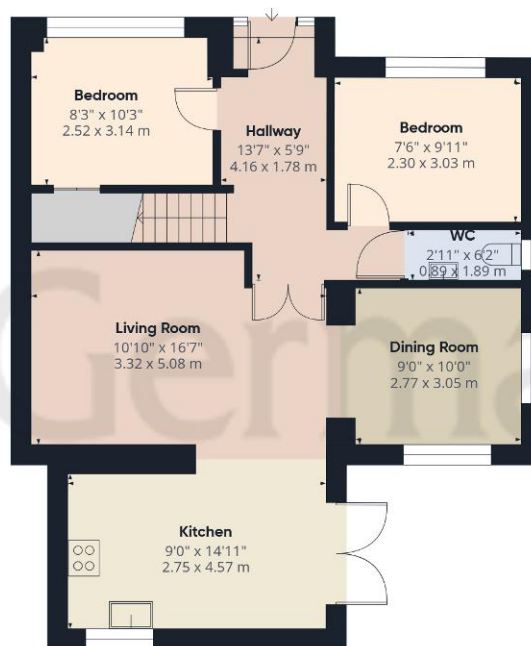 Bedroom
8'3" x 10'3"
2.52 x 3.14 m
Hallway
13'7" x 5'9"
4.16 x 1.78 m
Bedroom
7'6" x 9'11"
2.30 x 3.03 m
WC
2'11" x 6'2"
0.89 x 1.89 m
Living Room
10'10" x 16'7"
3.32 x 5.08 m
Dining Room
9'0" x 10'0"
2.77 x 3.05 m
Germa
Kitchen
9'0" x 14'11"
2.75 x 4.57 m